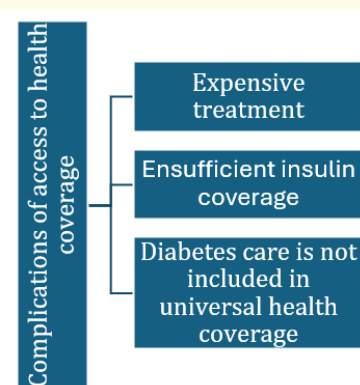 Complications of access to health
coverage
Expensive
treatment
Ensufficient insulin
coverage
Diabetes care is not
included in
universal health
coverage